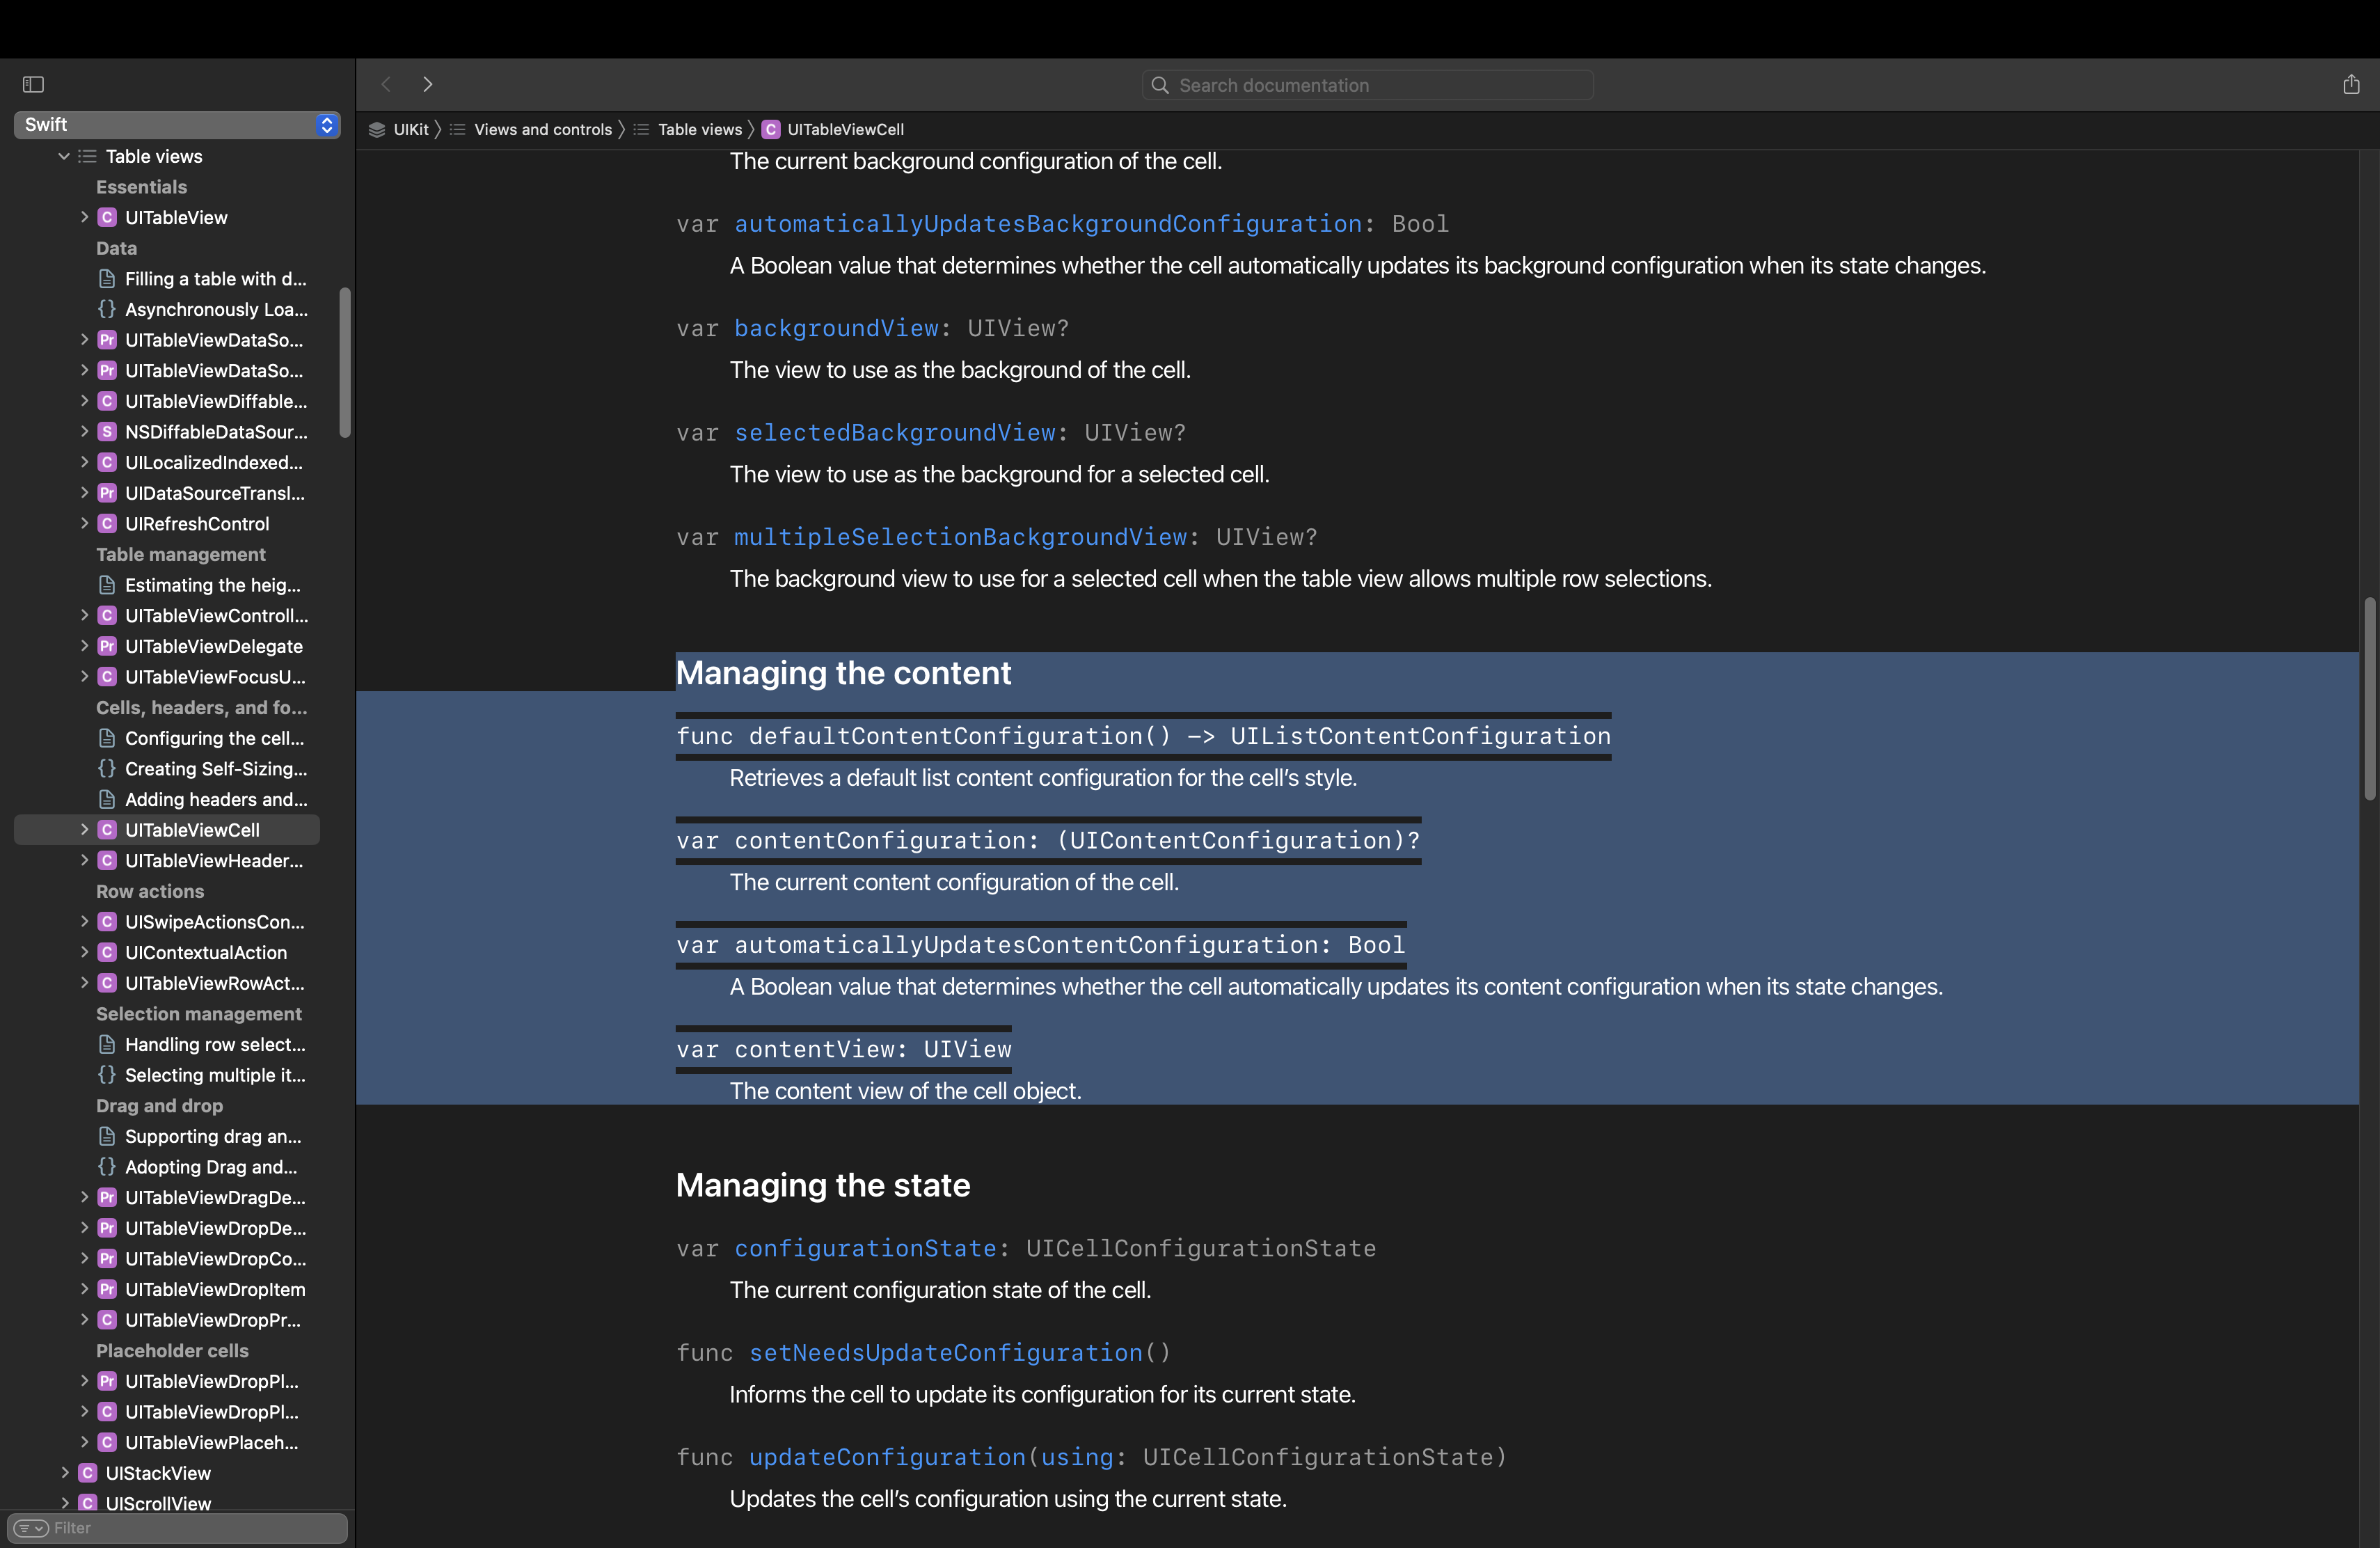 Search documentation
Swift
UIKit
Views and controls
Table views
UITableViewCell
Table views
Essentials
UITableView
Data
Filling a table with d...
Asynchronously Loa...
UITableViewDataSo...
UITableViewDataSo...
UITableViewDiffable...
NSDiffableDataSour...
UILocalizedIndexed...
UIDataSourceTransl...
UIRefreshControl
Table management
Estimating the heig...
UITableViewControll...
UITableViewDelegate
UITableViewFocusU...
Cells, headers, and fo...
Configuring the cell...
Creating Self-Sizing...
Adding headers and...
UITableViewCell
UITableViewHeader...
Row actions
UISwipeActionsCon...
UIContextualAction
UITableViewRowAct...
Selection management
Handling row select...
Selecting multiple it...
Drag and drop
Supporting drag an...
Adopting Drag and...
UITableViewDragDe...
UITableViewDropDe...
UITableViewDropCo...
UITableViewDropItem
UITableViewDropPr...
Placeholder cells
UITableViewDropPl...
UITableViewDropPl...
UITableViewPlaceh...
UIStackView
UIScrollView
Filter
The current background configuration of the cell.
var automaticallyUpdatesBackgroundConfiguration: Bool
A Boolean value that determines whether the cell automatically updates its background configuration when its state changes.
var backgroundView: UIView?
The view to use as the background of the cell.
var selectedBackgroundView: UIView?
The view to use as the background for a selected cell.
var multipleSelectionBackgroundView: UIView?
The background view to use for a selected cell when the table view allows multiple row selections.
Managing the content
func defaultContentConfiguration() -> UIListContentConfiguration
Retrieves a default list content configuration for the cell’s style.
var contentConfiguration: (UIContentConfiguration)?
The current content configuration of the cell.
var automaticallyUpdatesContentConfiguration: Bool
A Boolean value that determines whether the cell automatically updates its content configuration when its state changes.
var contentView: UIView
The content view of the cell object.
Managing the state
var configurationState: UICellConfigurationState
The current configuration state of the cell.
func setNeedsUpdateConfiguration()
Informs the cell to update its configuration for its current state.
func updateConfiguration(using: UICellConfigurationState)
Updates the cell’s configuration using the current state.